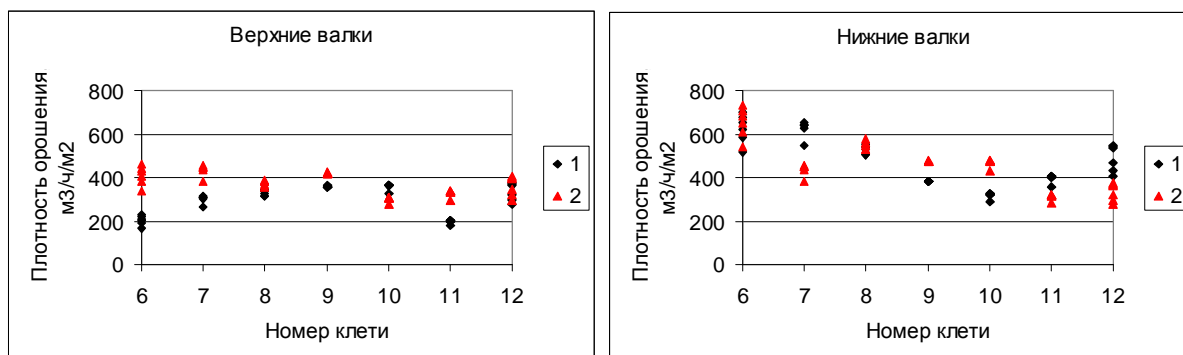 Верхние валки
Плотность орошения
м3/ч/м2
800
600
400
200
0
6 7 8 9 10 11 12
Номер клети
1
2
Нижние валки
Плотность орошения
м3/ч/м2
800
600
400
200
0
6 7 8 9 10 11 12
Номер клети
1
2